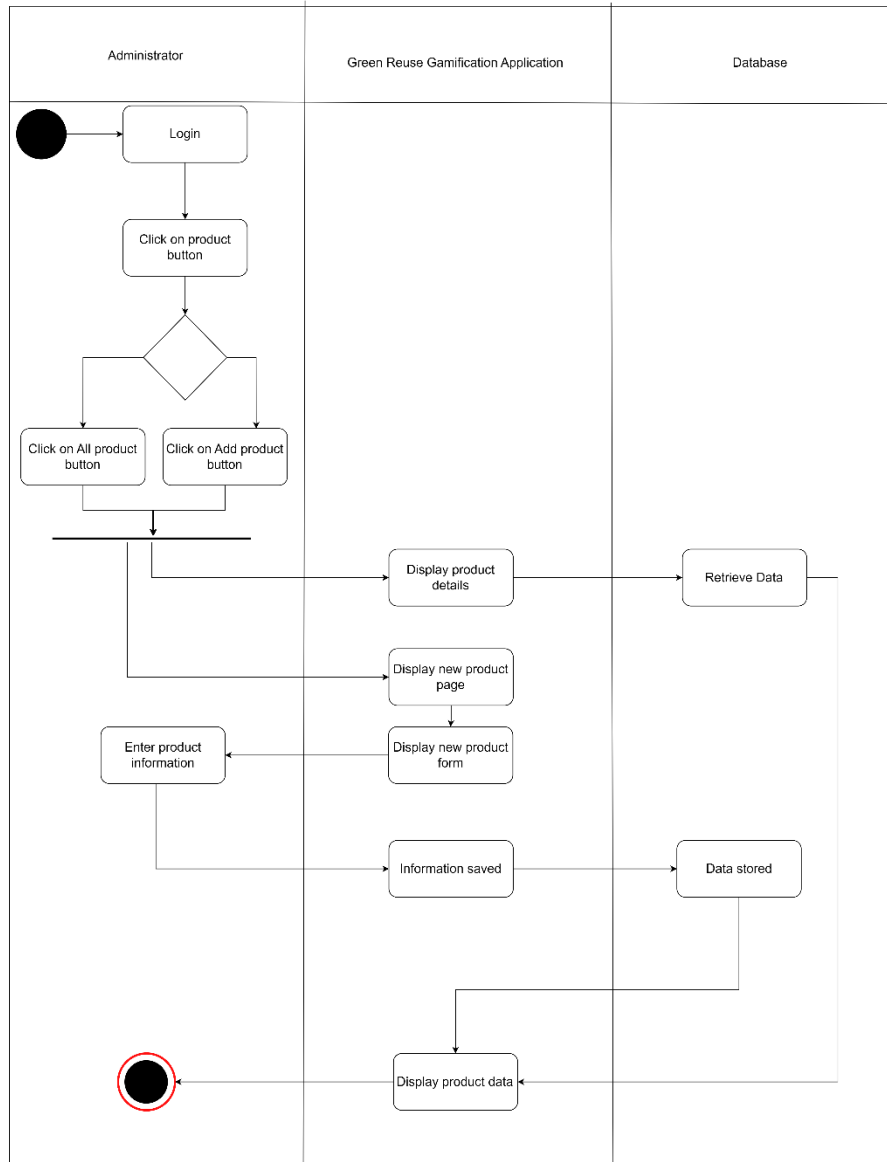 Administrator
Green Reuse Gamification Application
Database
Login
Click on product
button
Click on All product
button
Click on Add product
button
Display product
details
Retrieve Data
Display new product
page
Enter product
information
Display new product
form
Information saved
Data stored
Display product data